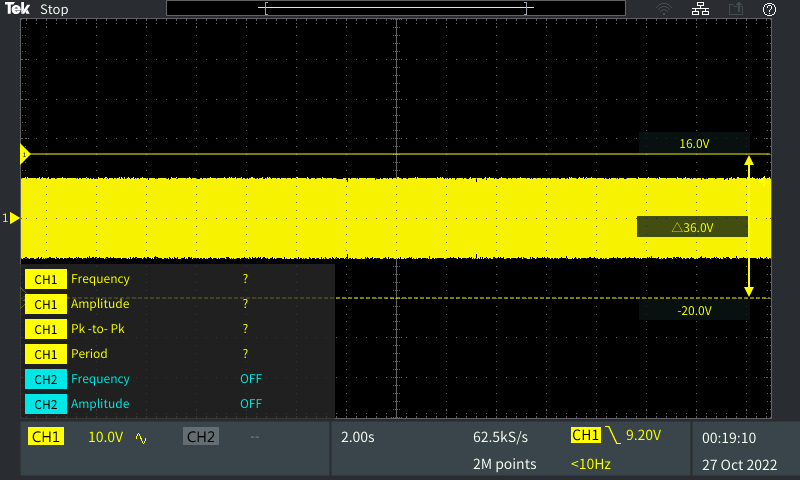 Tek Stop
?
1
16.0V
1
△36.0V
-20.0V
CH1 Frequency ?
CH1 Amplitude ?
CH1 Pk -to- Pk ?
CH1 Period ?
CH2 Frequency OFF
CH2 Amplitude OFF
CH1 10.0V CH2 -- 2.00s 62.5kS/s CH1 9.20V 00:19:10
2M points <10Hz 27 Oct 2022